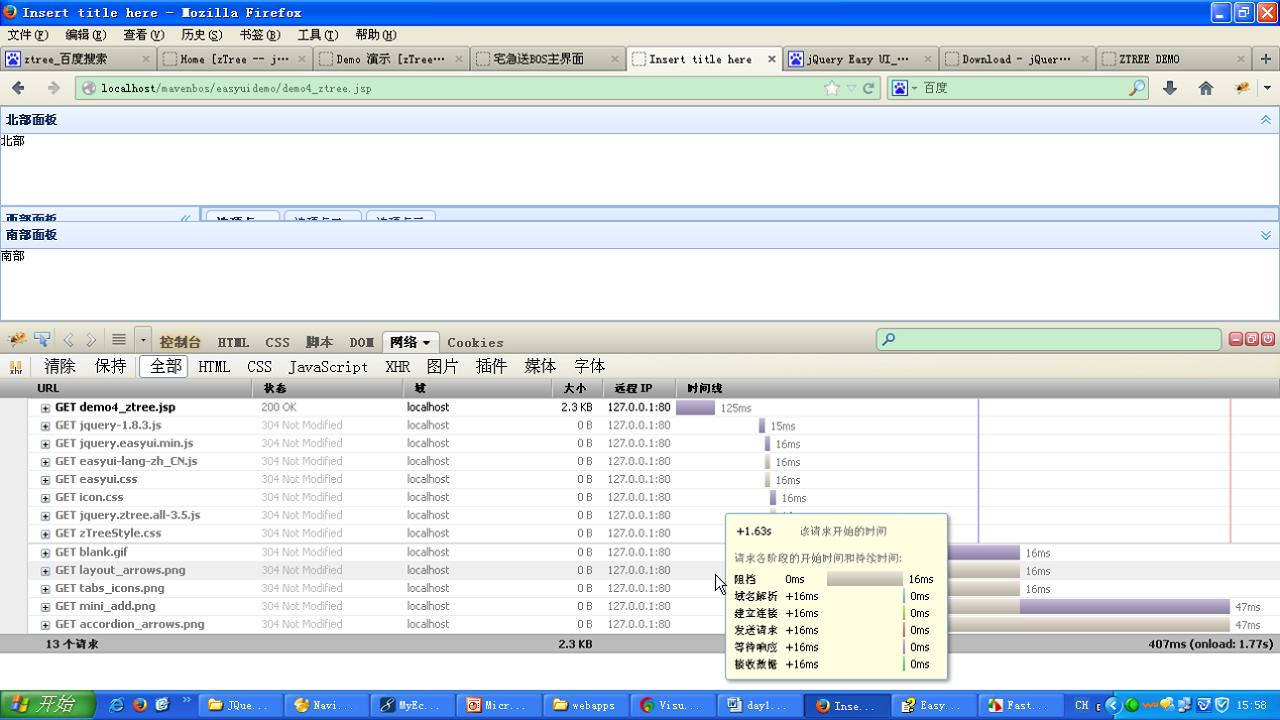 Insert title here - Mozilla Firefox
文件(F) 编辑(E) 查看(V) 历史(S) 书签(B) 工具(T) 帮助(H)
ztree_百度搜索 Home [zTree -- j... Demo 演示 [zTree... 宅急送BOS主界面 Insert title here jQuery Easy UI_... Download - jQuer... ZTREE DEMO
localhost/mavenbos/easyuidemo/demo4_ztree.jsp 百度
北部面板
北部
西部面板
南部面板
南部
控制台 HTML CSS 脚本 DOM 网络 Cookies
清除 保持 全部 HTML CSS JavaScript XHR 图片 插件 媒体 字体
URL 状态 域 大小 远程 IP 时间线
GET demo4_ztree.jsp 200 OK localhost 2.3 KB 127.0.0.1:80 125ms
GET jquery-1.8.3.js 304 Not Modified localhost 0 B 127.0.0.1:80 15ms
GET jquery.easyui.min.js 304 Not Modified localhost 0 B 127.0.0.1:80 16ms
GET easyui-lang-zh_CN.js 304 Not Modified localhost 0 B 127.0.0.1:80 16ms
GET easyui.css 304 Not Modified localhost 0 B 127.0.0.1:80 16ms
GET icon.css 304 Not Modified localhost 0 B 127.0.0.1:80 16ms
GET jquery.ztree.all-3.5.js 304 Not Modified localhost 0 B 127.0.0.1:80
GET zTreeStyle.css 304 Not Modified localhost 0 B 127.0.0.1:80
GET blank.gif 304 Not Modified localhost 0 B 127.0.0.1:80 16ms
GET layout_arrows.png 304 Not Modified localhost 0 B 127.0.0.1:80 16ms
GET tabs_icons.png 304 Not Modified localhost 0 B 127.0.0.1:80 16ms
GET mini_add.png 304 Not Modified localhost 0 B 127.0.0.1:80 47ms
GET accordion_arrows.png 304 Not Modified localhost 0 B 127.0.0.1:80 47ms
13 个请求 2.3 KB 407ms (onload: 1.77s)
+1.63s 该请求开始的时间
请求各阶段的开始时间和持续时间:
阻挡 0ms 16ms
域名解析 +16ms 0ms
建立连接 +16ms 0ms
发送请求 +16ms 0ms
等待响应 +16ms 0ms
接收数据 +16ms 0ms
开始 JQue... Navi... MyEc... Micr... webapps Visu... day1... Inse... Easy... Fast... CH 15:58